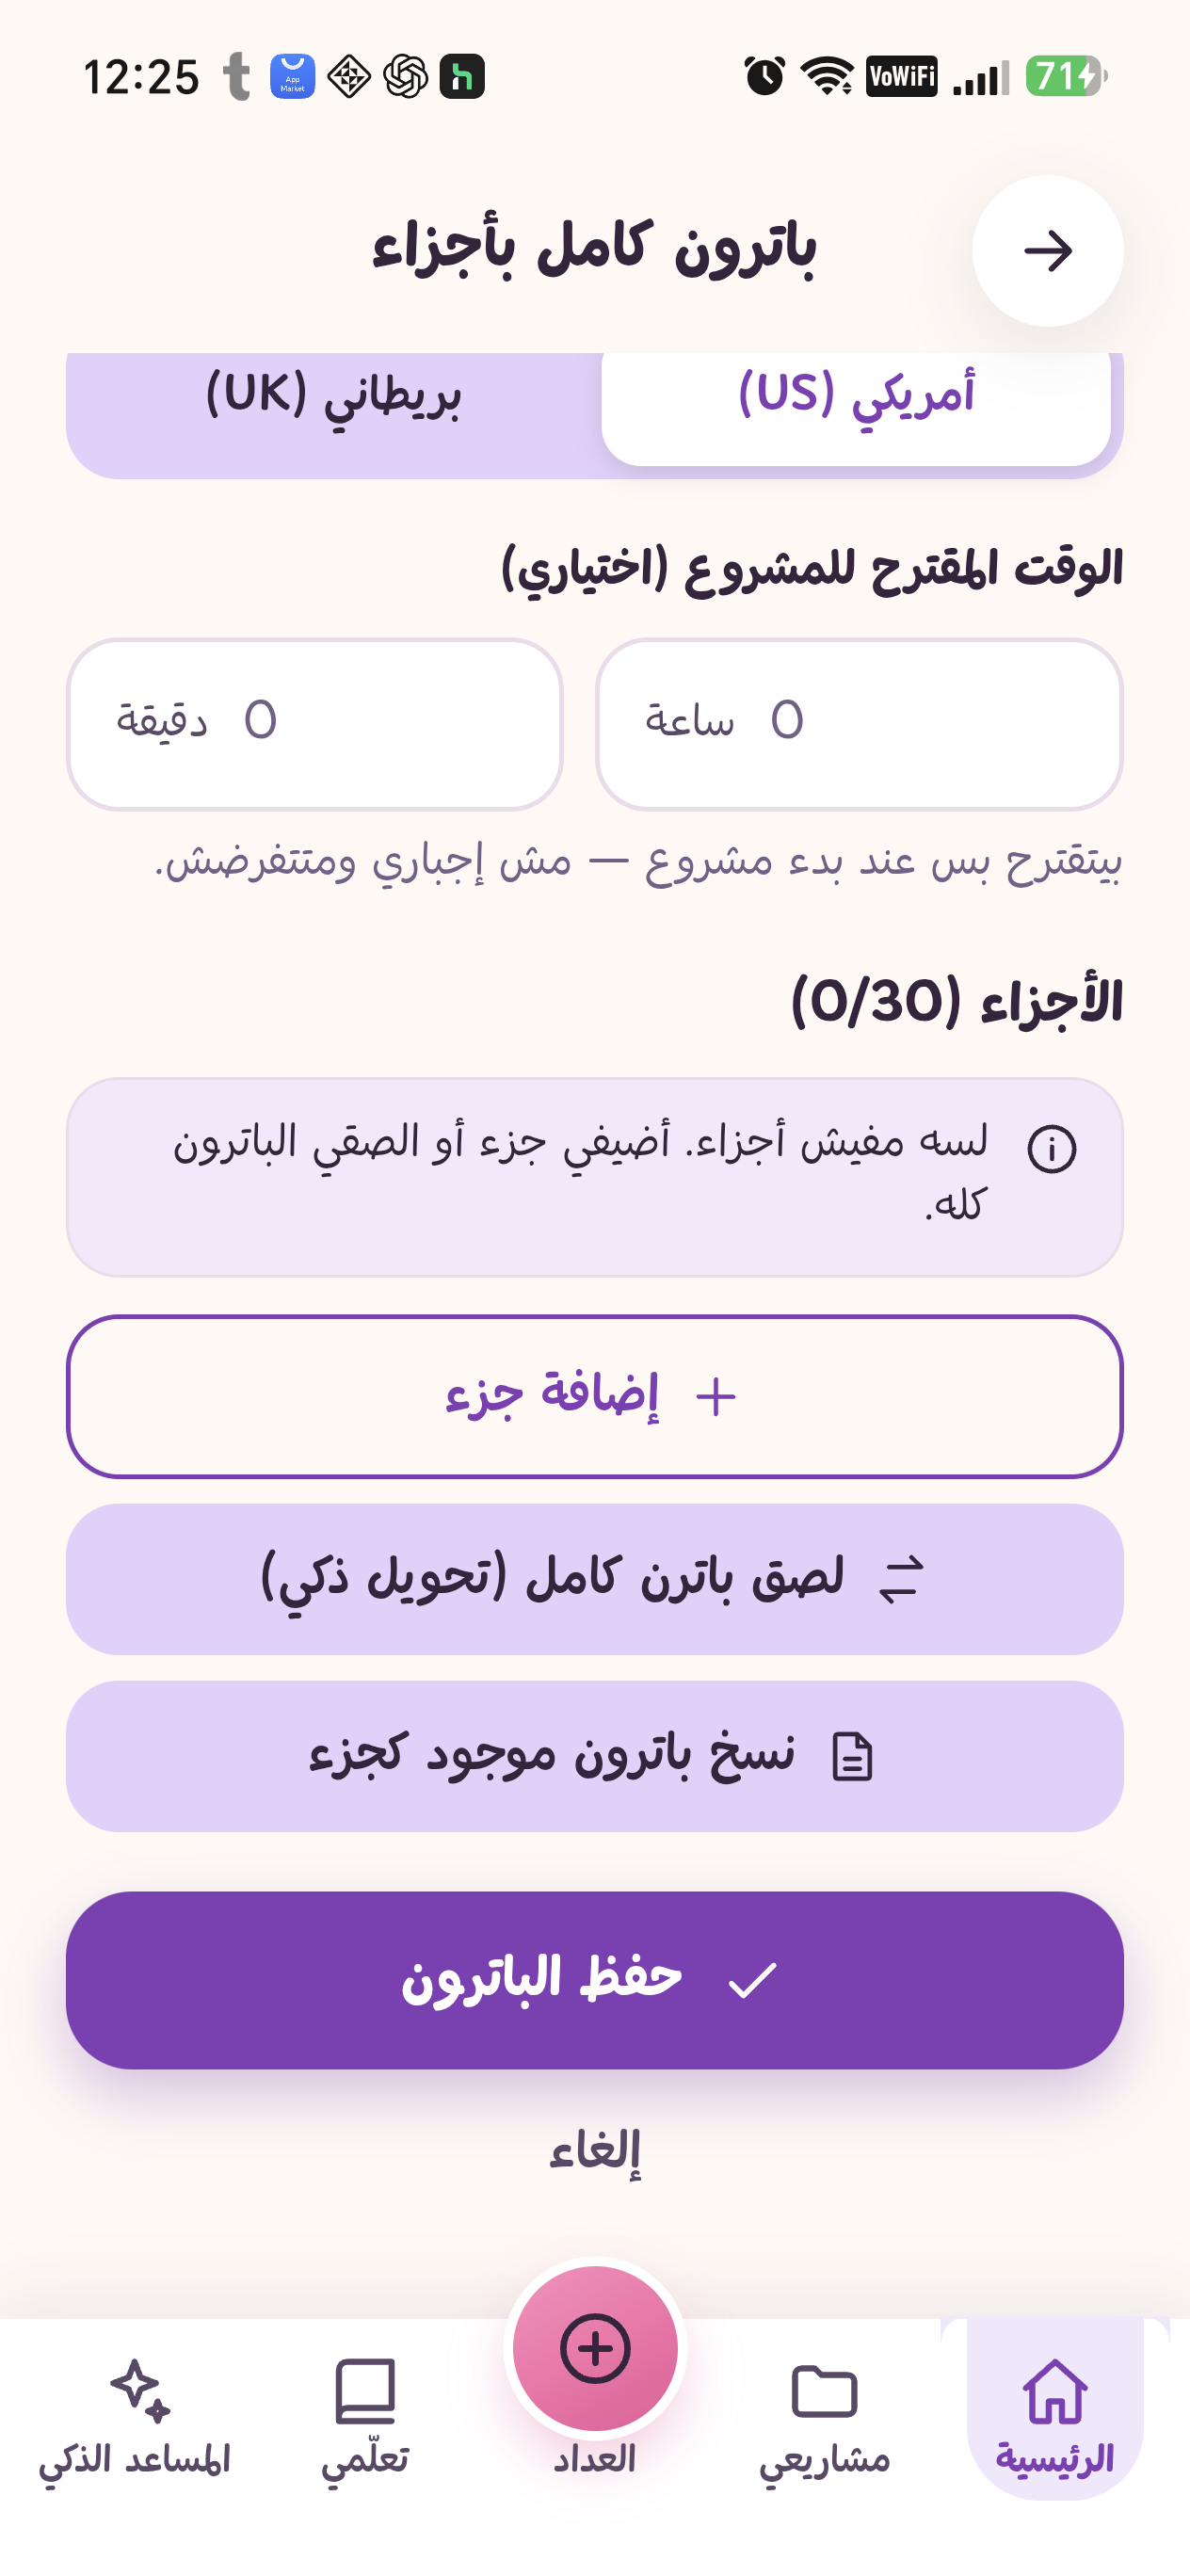 12:25
App Market
VoWiFi
71
باترون كامل بأجزاء
أمريكي (US)
بريطاني (UK)
الوقت المقترح للمشروع (اختياري)
0 ساعة
0 دقيقة
بيتقترح بس عند بدء مشروع — مش إجباري ومتتفرضش.
الأجزاء (0/30)
لسه مفيش أجزاء. أضيفي جزء أو الصقي الباترون
كله.
إضافة جزء
لصق باترن كامل (تحويل ذكي)
نسخ باترون موجود كجزء
حفظ الباترون
إلغاء
الرئيسية
مشاريعي
العداد
تعلّمي
المساعد الذكي